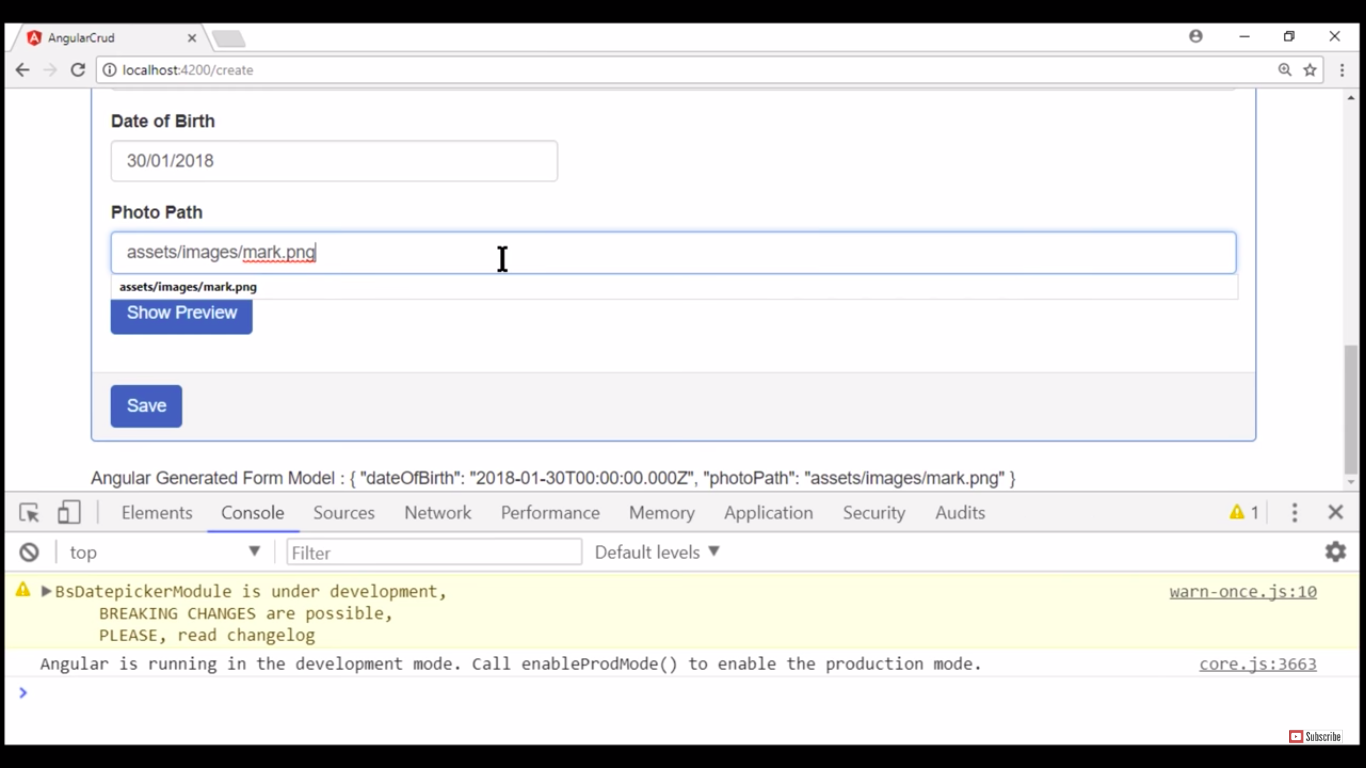 AngularCrud
localhost:4200/create
Date of Birth
30/01/2018
Photo Path
assets/images/mark.png
assets/images/mark.png
Show Preview
Save
Angular Generated Form Model : { "dateOfBirth": "2018-01-30T00:00:00.000Z", "photoPath": "assets/images/mark.png" }
Elements Console Sources Network Performance Memory Application Security Audits 1
top Filter Default levels
BsDatepickerModule is under development, warn-once.js:10
BREAKING CHANGES are possible,
PLEASE, read changelog
Angular is running in the development mode. Call enableProdMode() to enable the production mode. core.js:3663
Subscribe